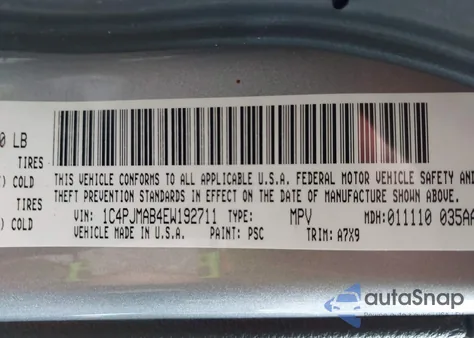 0 LB
TIRES
) COLD
TIRES
) COLD
THIS VEHICLE CONFORMS TO ALL APPLICABLE U.S.A. FEDERAL MOTOR VEHICLE SAFETY AND
THEFT PREVENTION STANDARDS IN EFFECT ON THE DATE OF MANUFACTURE SHOWN ABOVE
VIN: 1C4PJMAB4EW192711 TYPE: MPV MDH:011110 035AA
VEHICLE MADE IN U.S.A. PAINT: PSC TRIM: A7X9
autoSnap